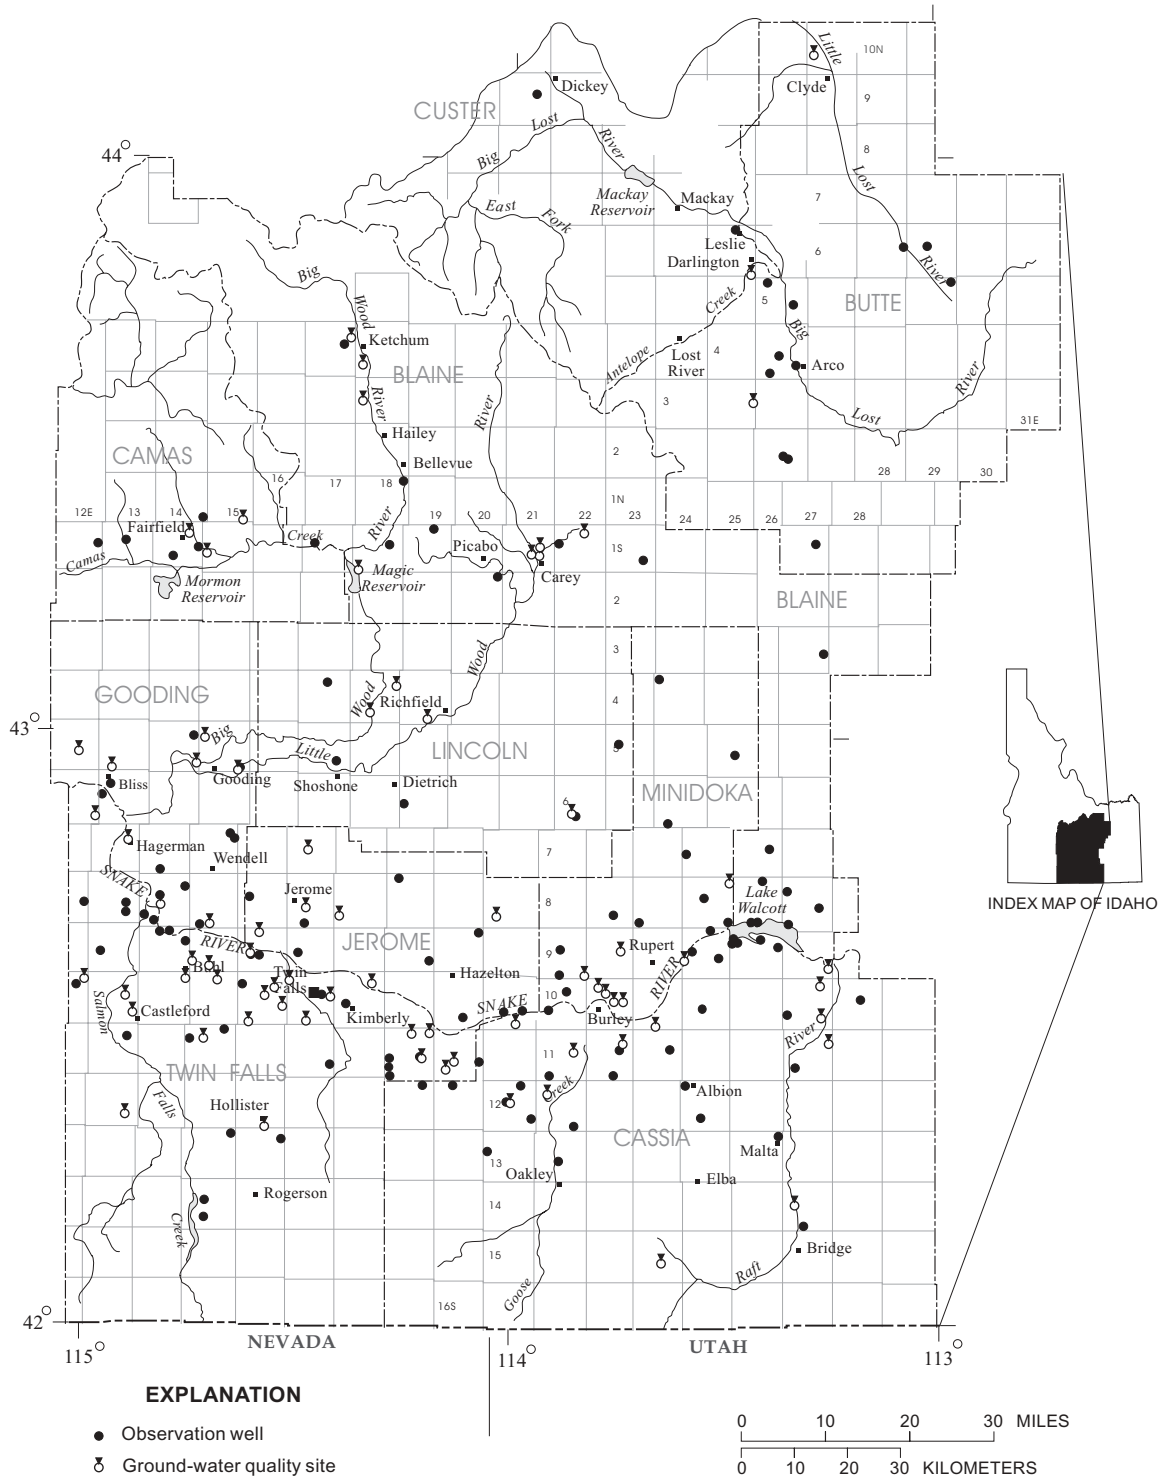 10N
Little
Dickey
Clyde
9
CUSTER
Lost
Big
River
8
44°
Lost
Mackay
Reservoir
Mackay
7
East
Fork
Leslie
6
Darlington
River
Big
Creek
5
BUTTE
Wood
Big
Ketchum
Antelope
Lost
River
4
Arco
BLAINE
River
River
River
3
Lost
31E
Hailey
CAMAS
2
Bellevue
16
17
18
28
29
30
1N
12E
13
14
15
19
20
21
22
23
24
25
26
27
28
Fairfield
River
Creek
Picabo
1S
Camas
Magic
Reservoir
Carey
Mormon
Reservoir
2
BLAINE
Wood
3
GOODING
Wood
Richfield
4
43°
Big
Little
LINCOLN
5
Gooding
Shoshone
Dietrich
Bliss
MINIDOKA
6
Hagerman
Wendell
7
SNAKE
Jerome
8
Lake
Walcott
INDEX MAP OF IDAHO
RIVER
JEROME
9
Rupert
Buhl
Twin
Falls
Hazelton
RIVER
Salmon
10
SNAKE
Castleford
Kimberly
Burley
River
11
TWIN FALLS
Creek
Albion
Falls
Hollister
12
CASSIA
Malta
13
Oakley
Elba
Rogerson
14
Creek
15
Bridge
Raft
Goose
16S
42°
NEVADA
UTAH
115°
114°
113°
EXPLANATION
Observation well
Ground-water quality site
0 10 20 30 MILES
0 10 20 30 KILOMETERS